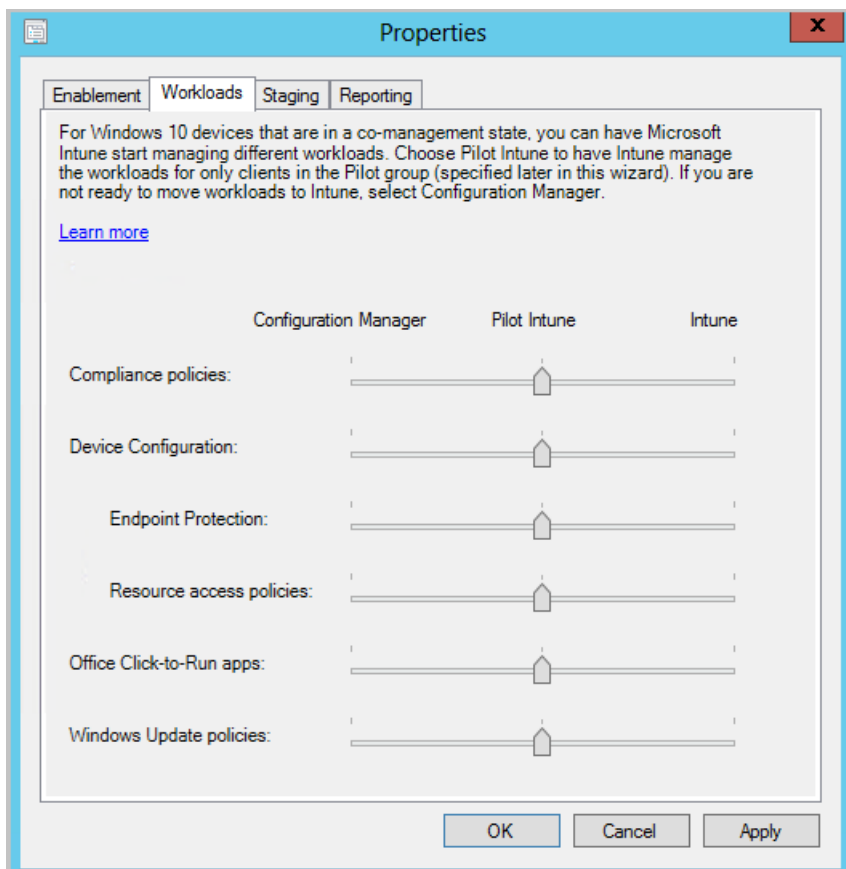 Properties
x
Enablement Workloads Staging Reporting
For Windows 10 devices that are in a co-management state, you can have Microsoft
Intune start managing different workloads. Choose Pilot Intune to have Intune manage
the workloads for only clients in the Pilot group (specified later in this wizard). If you are
not ready to move workloads to Intune, select Configuration Manager.
Learn more
Configuration Manager Pilot Intune Intune
Compliance policies:
Device Configuration:
Endpoint Protection:
Resource access policies:
Office Click-to-Run apps:
Windows Update policies:
OK Cancel Apply